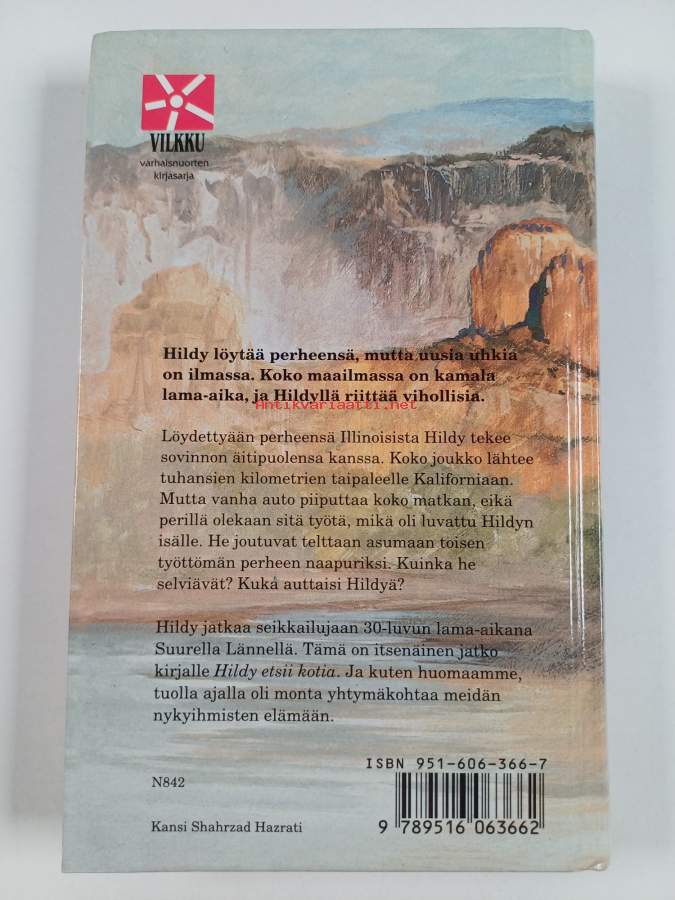 VILKKU
varhaisnuorten
kirjasarja
Hildy löytää perheensä, mutta uusia uhkia
on ilmassa. Koko maailmassa on kamala
lama-aika, ja Hildyllä riittää vihollisia.
Antikvariaatti.net
Löydettyään perheensä Illinoisista Hildy tekee
sovinnon äitipuolensa kanssa. Koko joukko lähtee
tuhansien kilometrien taipaleelle Kaliforniaan.
Mutta vanha auto piiputtaa koko matkan, eikä
perillä olekaan sitä työtä, mikä oli luvattu Hildyn
isälle. He joutuvat telttaan asumaan toisen
työttömän perheen naapuriksi. Kuinka he
selviävät? Kuka auttaisi Hildyä?
Hildy jatkaa seikkailujaan 30-luvun lama-aikana
Suurella Lännellä. Tämä on itsenäinen jatko
kirjalle Hildy etsii kotia. Ja kuten huomaamme,
tuolla ajalla oli monta yhtymäkohtaa meidän
nykyihmisten elämään.
ISBN 951-606-366-7
N842
Kansi Shahrzad Hazrati
9 789516 063662